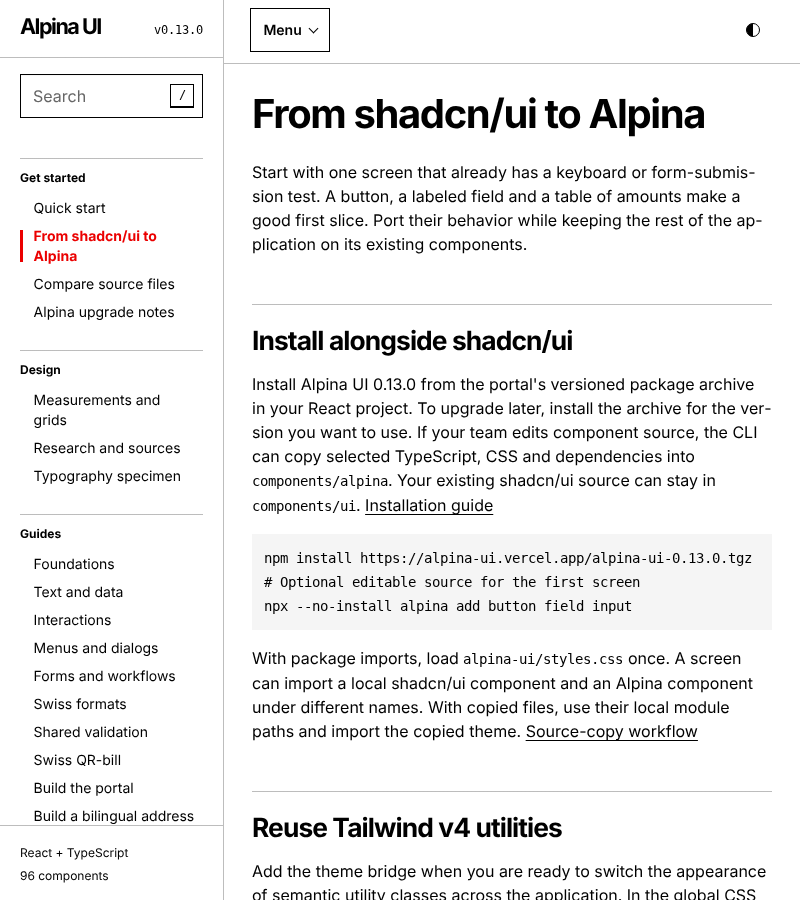 Alpina UI
v0.13.0
Search
/
Get started
Quick start
From shadcn/ui to
Alpina
Compare source files
Alpina upgrade notes
Design
Measurements and
grids
Research and sources
Typography specimen
Guides
Foundations
Text and data
Interactions
Menus and dialogs
Forms and workflows
Swiss formats
Shared validation
Swiss QR-bill
Build the portal
Build a bilingual address
React + TypeScript
96 components
Menu
From shadcn/ui to Alpina
Start with one screen that already has a keyboard or form-submis-
sion test. A button, a labeled field and a table of amounts make a
good first slice. Port their behavior while keeping the rest of the ap-
plication on its existing components.
Install alongside shadcn/ui
Install Alpina UI 0.13.0 from the portal's versioned package archive
in your React project. To upgrade later, install the archive for the ver-
sion you want to use. If your team edits component source, the CLI
can copy selected TypeScript, CSS and dependencies into
components/alpina. Your existing shadcn/ui source can stay in
components/ui. Installation guide
npm install https://alpina-ui.vercel.app/alpina-ui-0.13.0.tgz
# Optional editable source for the first screen
npx --no-install alpina add button field input
With package imports, load alpina-ui/styles.css once. A screen
can import a local shadcn/ui component and an Alpina component
under different names. With copied files, use their local module
paths and import the copied theme. Source-copy workflow
Reuse Tailwind v4 utilities
Add the theme bridge when you are ready to switch the appearance
of semantic utility classes across the application. In the global CSS